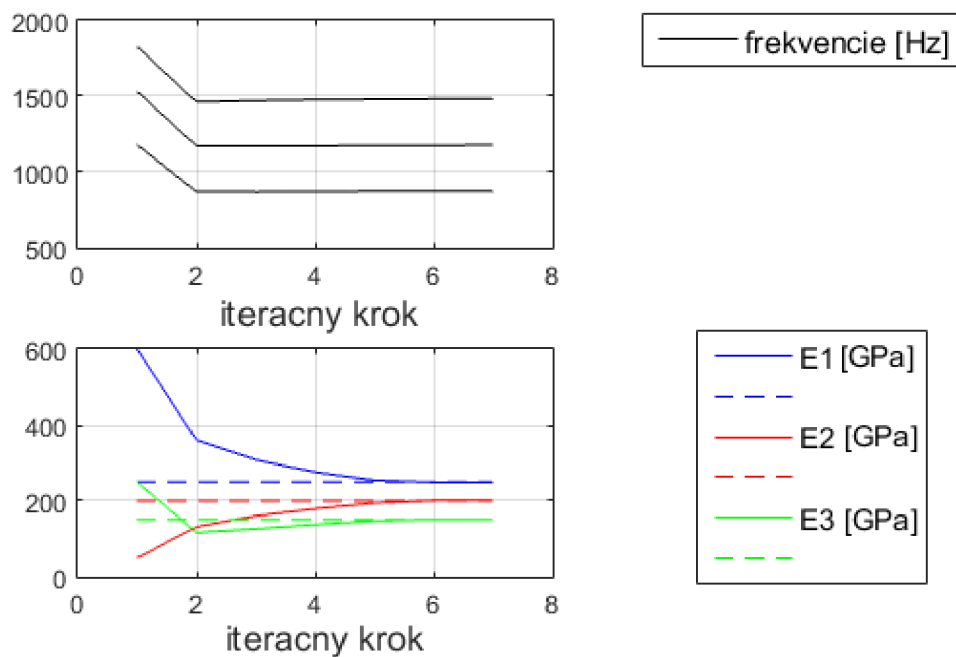 2000
1500
1000
500
0 2 4 6 8
iteracny krok
frekvencie [Hz]
600
400
200
0
0 2 4 6 8
iteracny krok
E1 [GPa]
E2 [GPa]
E3 [GPa]